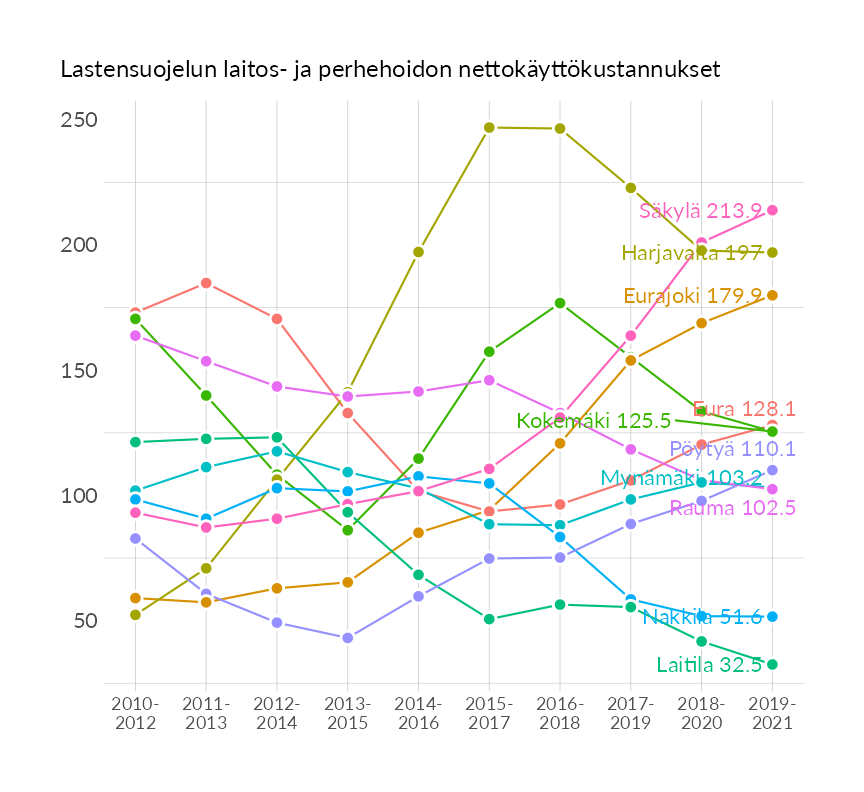 Lastensuojelun laitos- ja perhehoidon nettokäyttökustannukset
250
200
150
100
50
Säkylä 213.9
Harjavalta 197
Eurajoki 179.9
Eura 128.1
Kokemäki 125.5
Pöytyä 110.1
Mynämäki 103.2
Rauma 102.5
Nakkila 51.6
Laitila 32.5
2010-
2012
2011-
2013
2012-
2014
2013-
2015
2014-
2016
2015-
2017
2016-
2018
2017-
2019
2018-
2020
2019-
2021